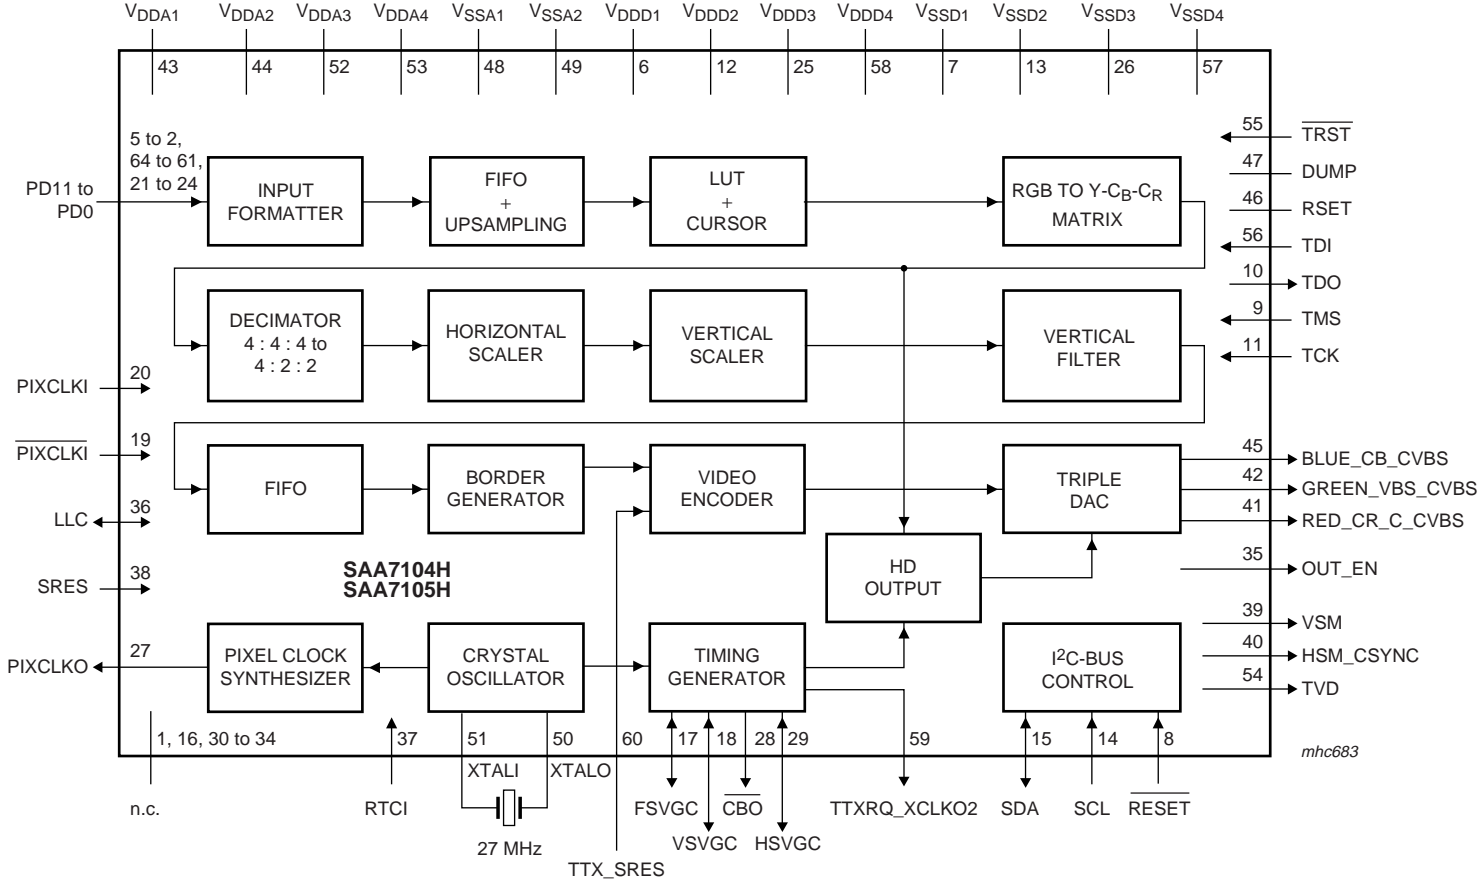 VDDA1 VDDA2 VDDA3 VDDA4 VSSA1 VSSA2 VDDD1 VDDD2 VDDD3 VDDD4 VSSD1 VSSD2 VSSD3 VSSD4
43 44 52 53 48 49 6 12 25 58 7 13 26 57
5 to 2,
64 to 61,
21 to 24
PD11 to
PD0
INPUT
FORMATTER
FIFO
+
UPSAMPLING
LUT
+
CURSOR
RGB TO Y-CB-CR
MATRIX
55 TRST
47 DUMP
46 RSET
56 TDI
10 TDO
9 TMS
11 TCK
DECIMATOR
4 : 4 : 4 to
4 : 2 : 2
HORIZONTAL
SCALER
VERTICAL
SCALER
VERTICAL
FILTER
PIXCLKI 20
PIXCLKI 19
LLC 36
SRES 38
PIXCLKO 27
FIFO
BORDER
GENERATOR
VIDEO
ENCODER
TRIPLE
DAC
45 BLUE_CB_CVBS
42 GREEN_VBS_CVBS
41 RED_CR_C_CVBS
35 OUT_EN
39 VSM
40 HSM_CSYNC
54 TVD
SAA7104H
SAA7105H
HD
OUTPUT
PIXEL CLOCK
SYNTHESIZER
CRYSTAL
OSCILLATOR
TIMING
GENERATOR
I2C-BUS
CONTROL
1, 16, 30 to 34 37 51 50 60 17 18 28 29 59 15 14 8
mhc683
XTALI XTALO
n.c. RTCI FSVGC CBO TTXRQ_XCLKO2 SDA SCL RESET
27 MHz VSVGC HSVGC
TTX_SRES